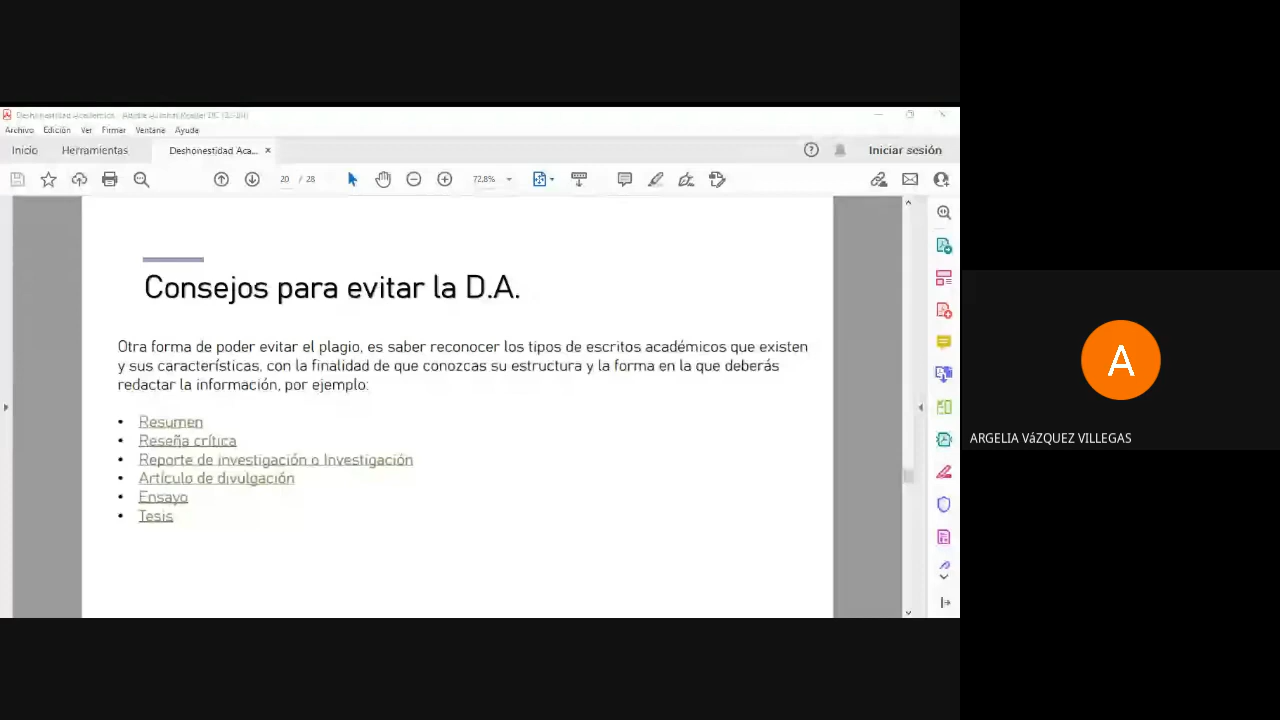 Archivo Edición Ver Firmar Ventana Ayuda
Inicio Herramientas Deshonestidad Aca... × Iniciar sesión
20 / 28 72,8%
Consejos para evitar la D.A.
Otra forma de poder evitar el plagio, es saber reconocer los tipos de escritos académicos que existen
y sus características, con la finalidad de que conozcas su estructura y la forma en la que deberás
redactar la información, por ejemplo:
• Resumen
• Reseña crítica
• Reporte de investigación o Investigación
• Artículo de divulgación
• Ensayo
• Tesis
A
ARGELIA VáZQUEZ VILLEGAS